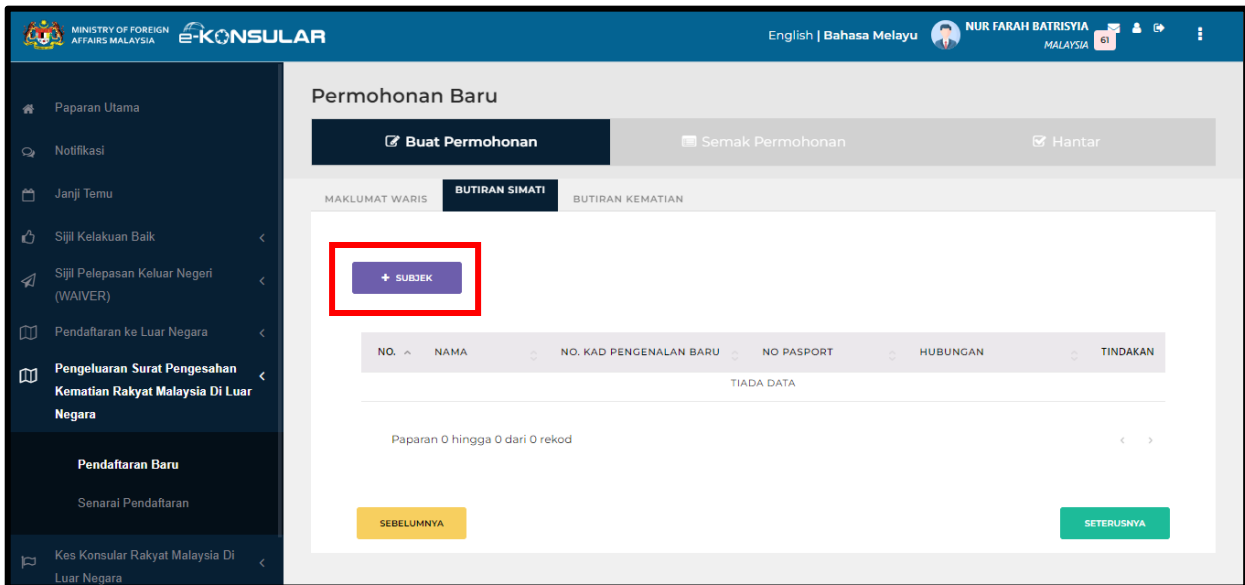 MINISTRY OF FOREIGN
AFFAIRS MALAYSIA
e-KONSULAR
English | Bahasa Melayu
NUR FARAH BATRISYIA
MALAYSIA
61
Paparan Utama
Notifikasi
Janji Temu
Sijil Kelakuan Baik
Sijil Pelepasan Keluar Negeri
(WAIVER)
Pendaftaran ke Luar Negara
Pengeluaran Surat Pengesahan
Kematian Rakyat Malaysia Di Luar
Negara
Pendaftaran Baru
Senarai Pendaftaran
Kes Konsular Rakyat Malaysia Di
Luar Negara
Permohonan Baru
Buat Permohonan
Semak Permohonan
Hantar
MAKLUMAT WARIS
BUTIRAN SIMATI
BUTIRAN KEMATIAN
+ SUBJEK
NO. NAMA NO. KAD PENGENALAN BARU NO PASPORT HUBUNGAN TINDAKAN
TIADA DATA
Paparan 0 hingga 0 dari 0 rekod
SEBELUMNYA
SETERUSNYA